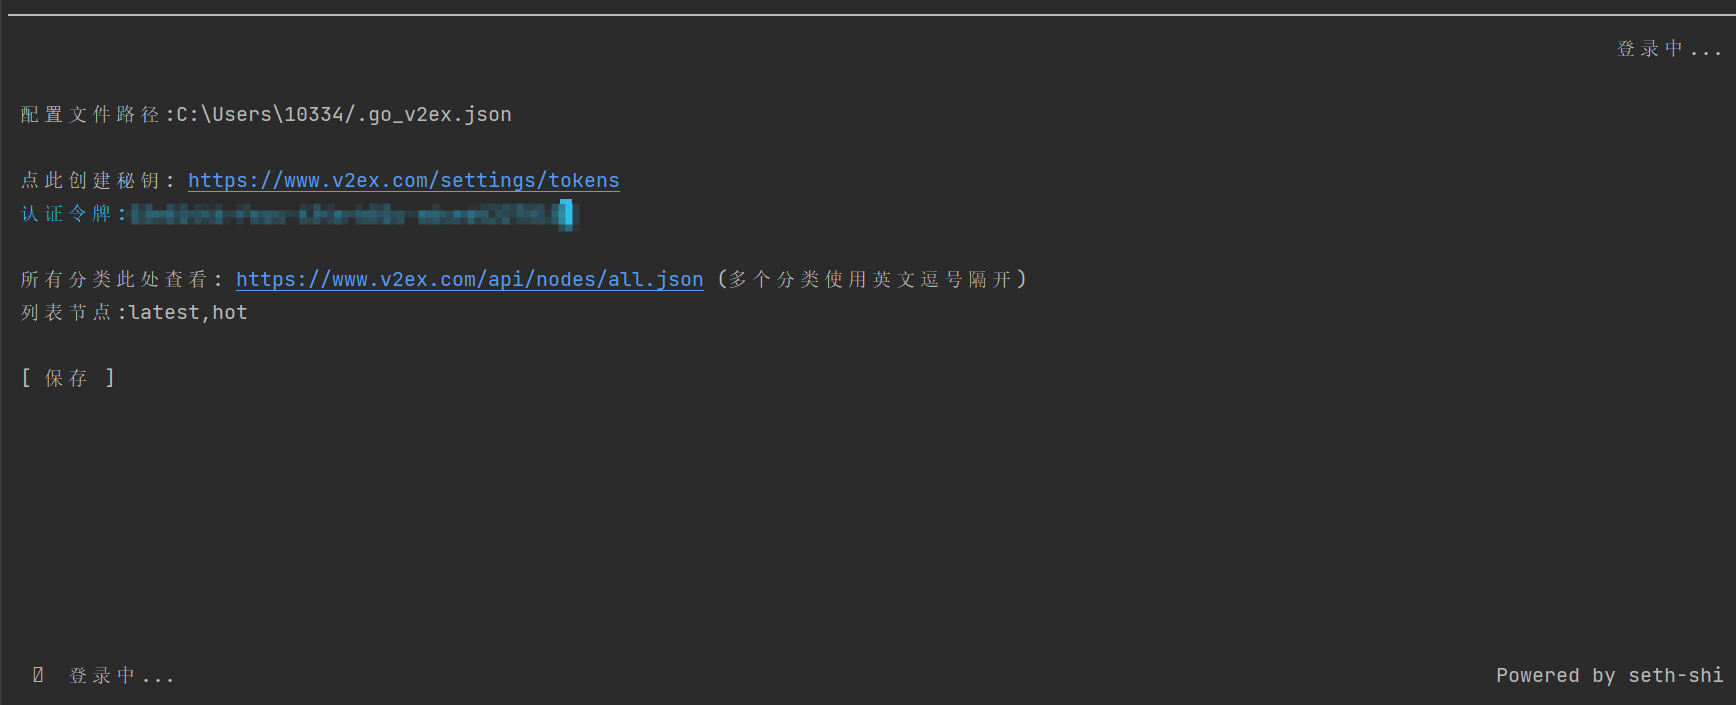 登录中...
配置文件路径:C:\Users\10334/.go_v2ex.json
点此创建秘钥: https://www.v2ex.com/settings/tokens
认证令牌:
所有分类此处查看: https://www.v2ex.com/api/nodes/all.json (多个分类使用英文逗号隔开)
列表节点:latest,hot
[ 保存 ]
登录中...
Powered by seth-shi